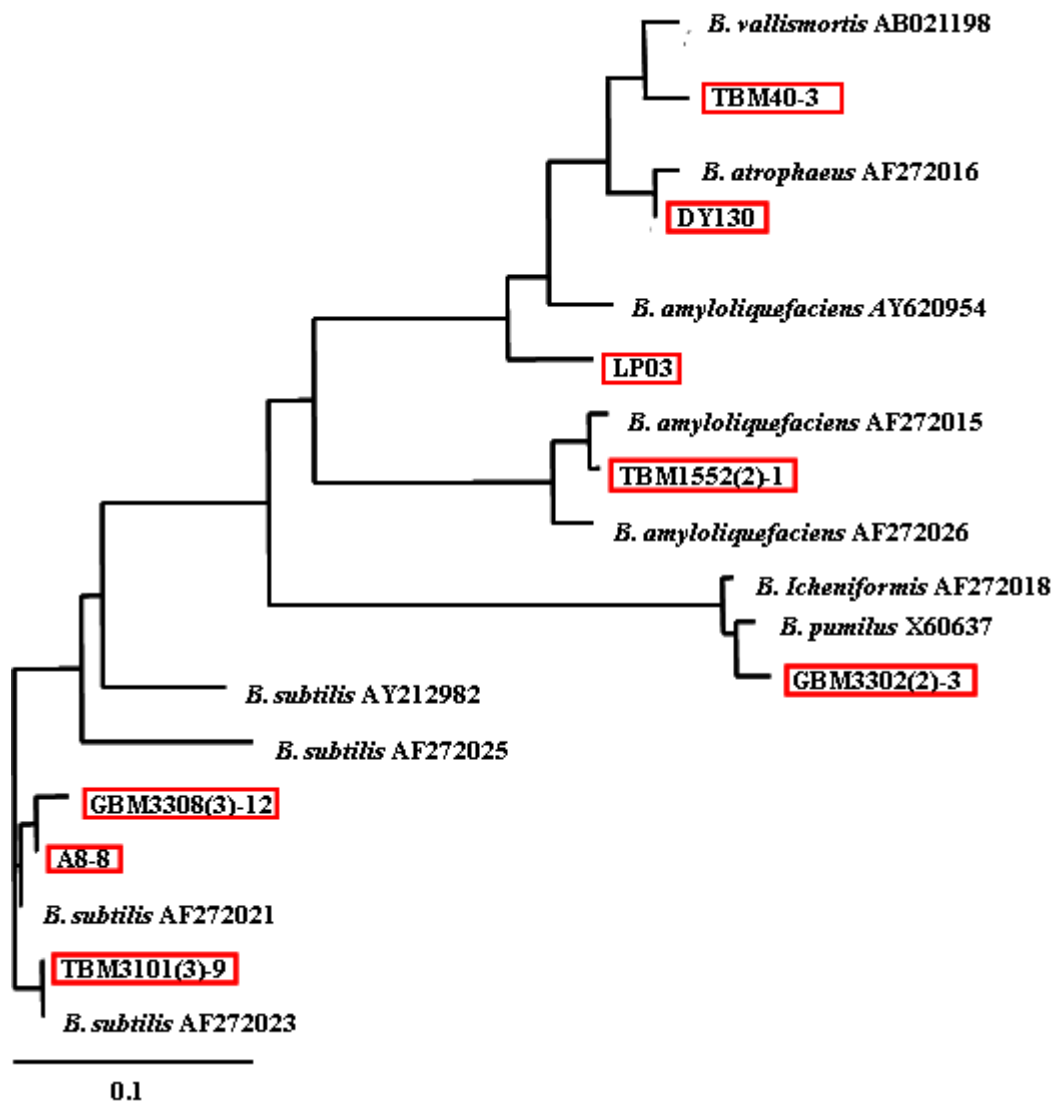 B. vallismortis AB021198
TBM40-3
B. atrophaeus AF272016
DY130
B. amyloliquefaciens AY620954
LP03
B. amyloliquefaciens AF272015
TBM1552(2)-1
B. amyloliquefaciens AF272026
B. Icheniformis AF272018
B. pumilus X60637
GBM3302(2)-3
B. subtilis AY212982
B. subtilis AF272025
GBM3308(3)-12
A8-8
B. subtilis AF272021
TBM3101(3)-9
B. subtilis AF272023
0.1